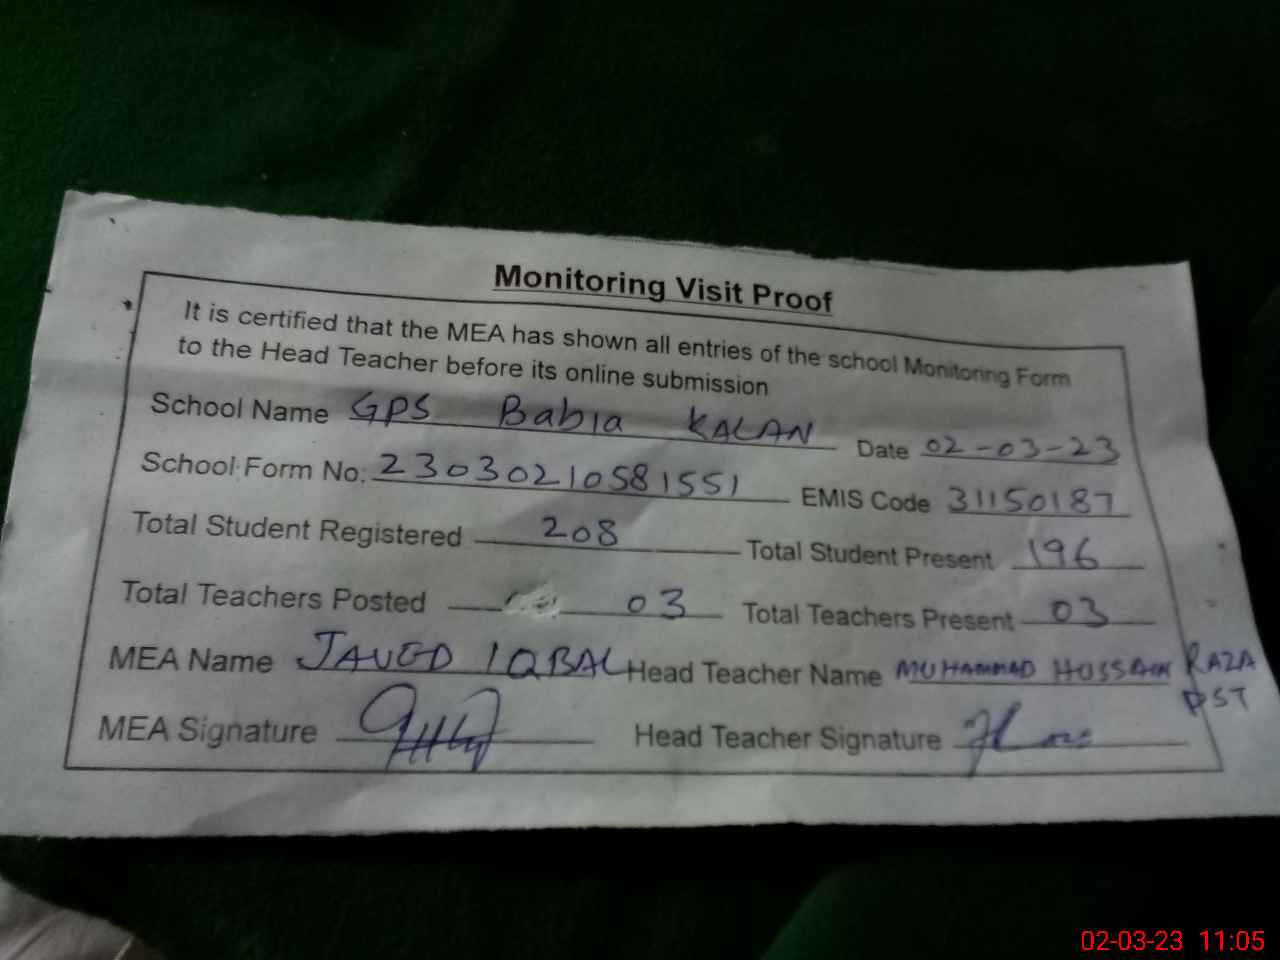 Monitoring Visit Proof
It is certified that the MEA has shown all entries of the school Monitoring Form
to the Head Teacher before its online submission
School Name GPS Babla KALAN Date 02-03-23
School Form No: 23030210581551 EMIS Code 31150187
Total Student Registered 208 Total Student Present 196
Total Teachers Posted 03 Total Teachers Present 03
MEA Name JAVED IQBAL Head Teacher Name MUHAMMAD HUSSAIN RAZA
PST
MEA Signature Head Teacher Signature
02-03-23 11:05